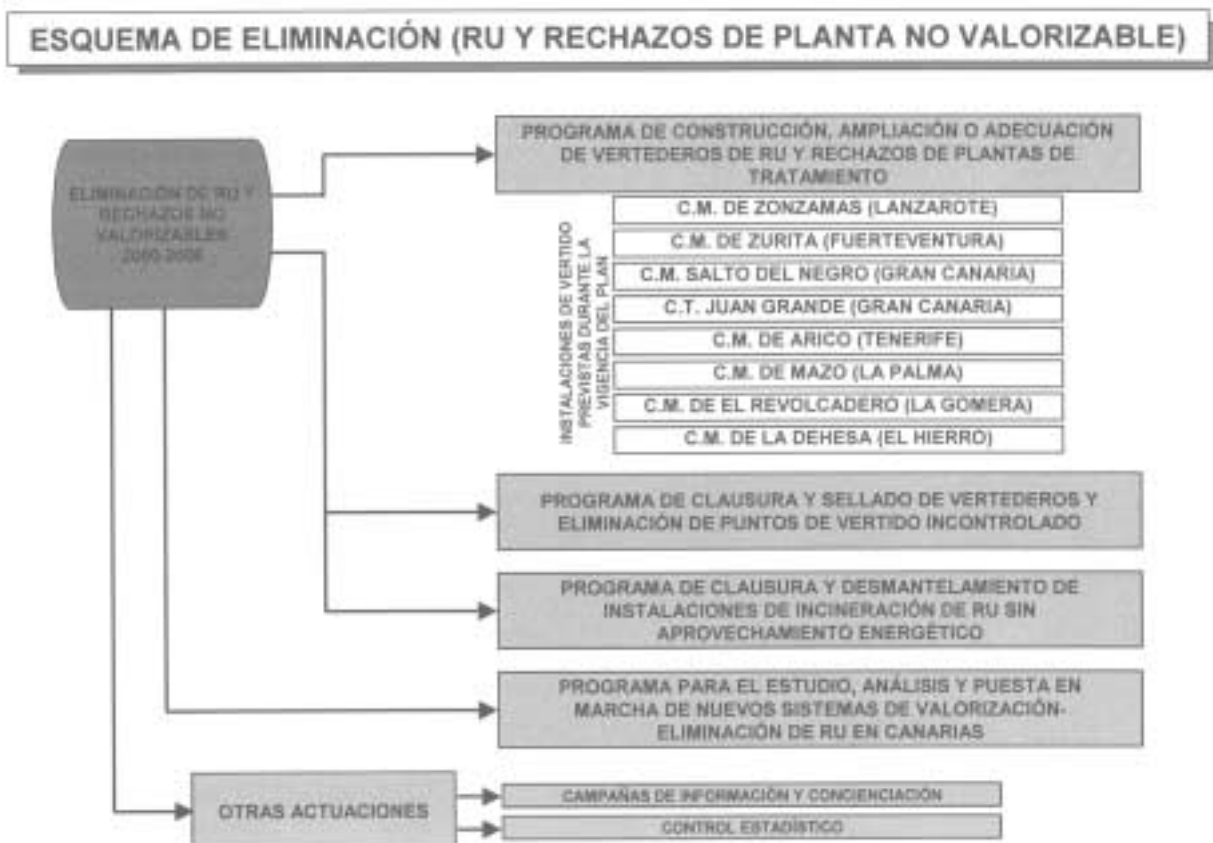 ESQUEMA DE ELIMINACIÓN (RU Y RECHAZOS DE PLANTA NO VALORIZABLE)
ELIMINACIÓN DE RU Y
RECHAZOS NO
VALORIZABLES
2000-2006
PROGRAMA DE CONSTRUCCIÓN, AMPLIACIÓN O ADECUACIÓN
DE VERTEDEROS DE RU Y RECHAZOS DE PLANTAS DE
TRATAMIENTO
INSTALACIONES DE VERTIDO
PREVISTAS DURANTE LA
VIGENCIA DEL PLAN
C.M. DE ZONZAMAS (LANZAROTE)
C.M. DE ZURITA (FUERTEVENTURA)
C.M. SALTO DEL NEGRO (GRAN CANARIA)
C.T. JUAN GRANDE (GRAN CANARIA)
C.M. DE ARICO (TENERIFE)
C.M. DE MAZO (LA PALMA)
C.M. DE EL REVOLCADERO (LA GOMERA)
C.M. DE LA DEHESA (EL HIERRO)
PROGRAMA DE CLAUSURA Y SELLADO DE VERTEDEROS Y
ELIMINACIÓN DE PUNTOS DE VERTIDO INCONTROLADO
PROGRAMA DE CLAUSURA Y DESMANTELAMIENTO DE
INSTALACIONES DE INCINERACIÓN DE RU SIN
APROVECHAMIENTO ENERGÉTICO
PROGRAMA PARA EL ESTUDIO, ANÁLISIS Y PUESTA EN
MARCHA DE NUEVOS SISTEMAS DE VALORIZACIÓN-
ELIMINACIÓN DE RU EN CANARIAS
OTRAS ACTUACIONES
CAMPAÑAS DE INFORMACIÓN Y CONCIENCIACIÓN
CONTROL ESTADÍSTICO